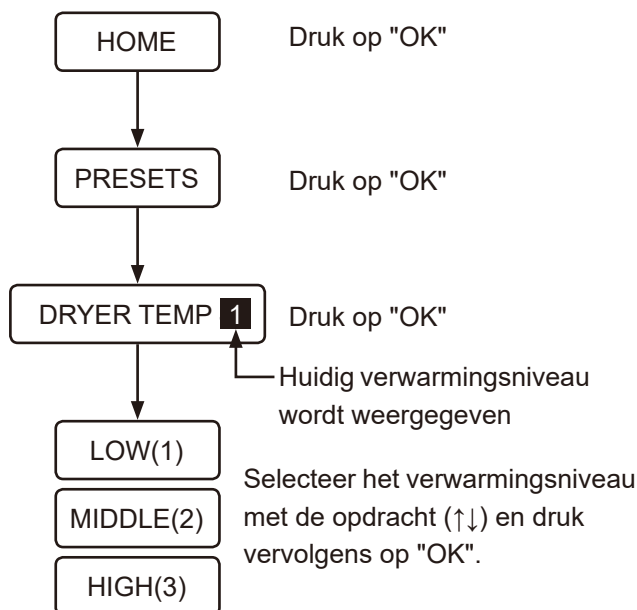 HOME
Druk op "OK"
PRESETS
Druk op "OK"
DRYER TEMP 1
Druk op "OK"
Huidig verwarmingsniveau
wordt weergegeven
LOW(1)
MIDDLE(2)
HIGH(3)
Selecteer het verwarmingsniveau
met de opdracht (↑↓) en druk
vervolgens op "OK".